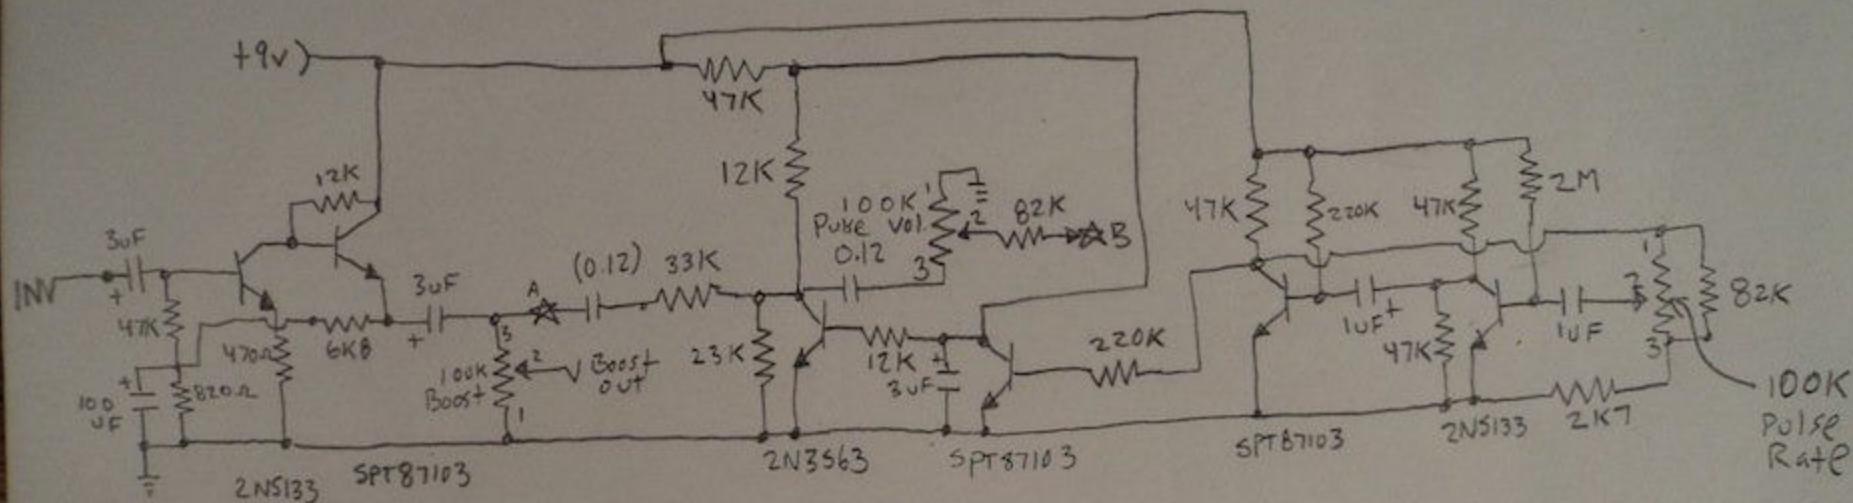 +9v)
47K
12K
12K
100K
Pulse Vol.
0.12
1
2
3
82K
B
47K
220K
47K
2M
3uF
+
IN
47K
100
uF
+
820Ω
470Ω
6K8
3uF
+
A
(0.12)
33K
3
100K
Boost
2
Boost
out
1
23K
12K
+
3uF
220K
1uF
+
47K
1uF
1
2
3
82K
2K7
100K
Pulse
Rate
2N5133
SPT87103
2N3563
SPT87103
SPT87103
2N5133